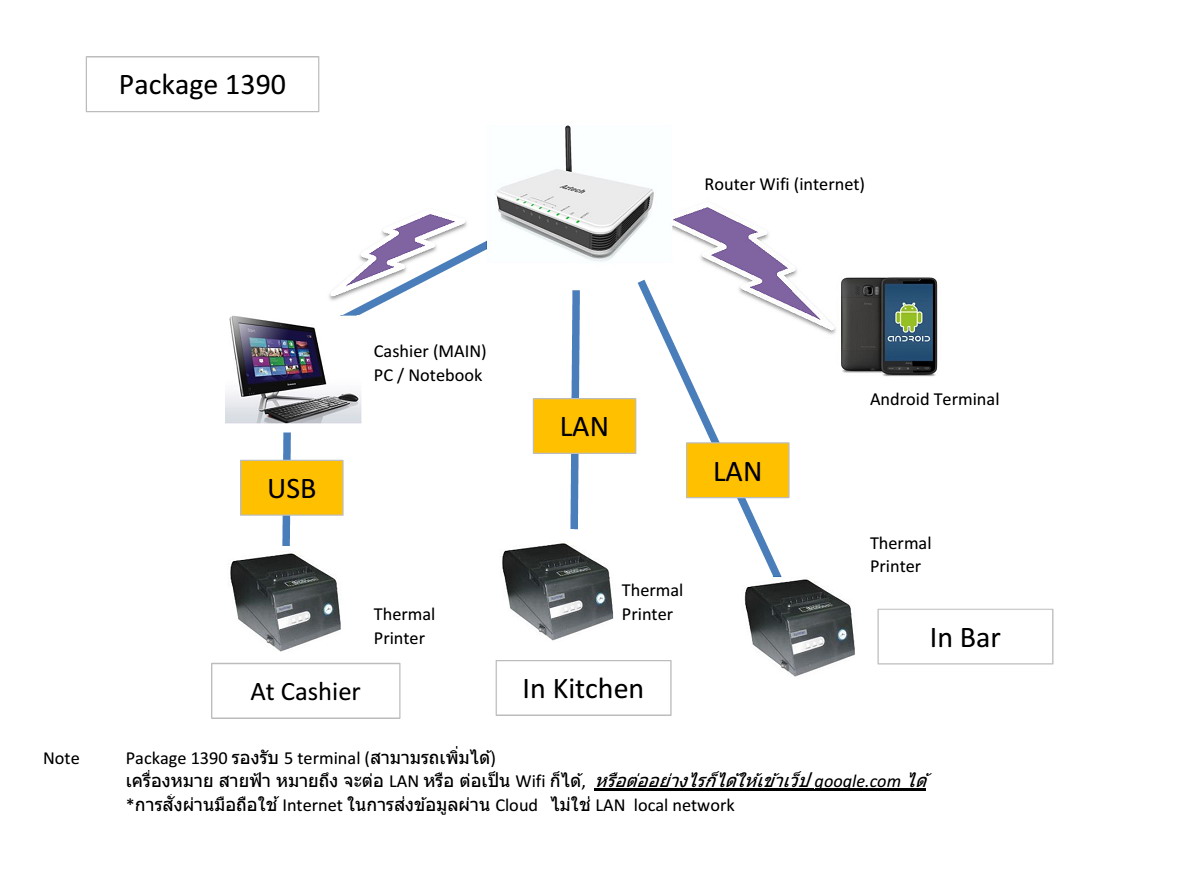 Package 1390
Aztech
Router Wifi (internet)
Cashier (MAIN)
PC / Notebook
ANDROID
Android Terminal
LAN
LAN
USB
Thermal
Printer
Thermal
Printer
Thermal
Printer
In Bar
At Cashier
In Kitchen
Note Package 1390 รองรับ 5 terminal (สามามรถเพิ่มได้)
เครื่องหมาย สายฟ้า หมายถึง จะต่อ LAN หรือ ต่อเป็น Wifi ก็ได้, หรือต่ออย่างไรก็ได้ให้เข้าเว็ป google.com ได้
*การสั่งผ่านมือถือใช้ Internet ในการส่งข้อมูลผ่าน Cloud ไม่ใช่ LAN local network